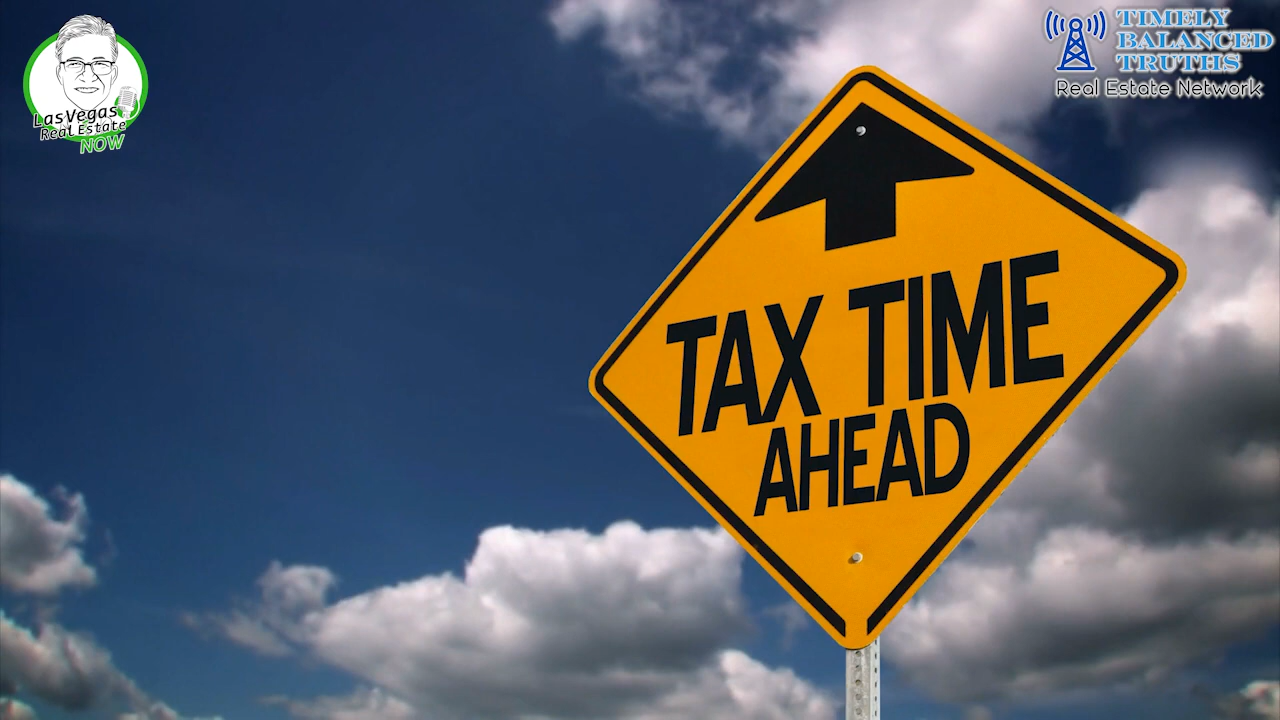 Las Vegas
Real Estate
NOW
TIMELY
BALANCED
TRUTHS
Real Estate Network
TAX TIME
AHEAD